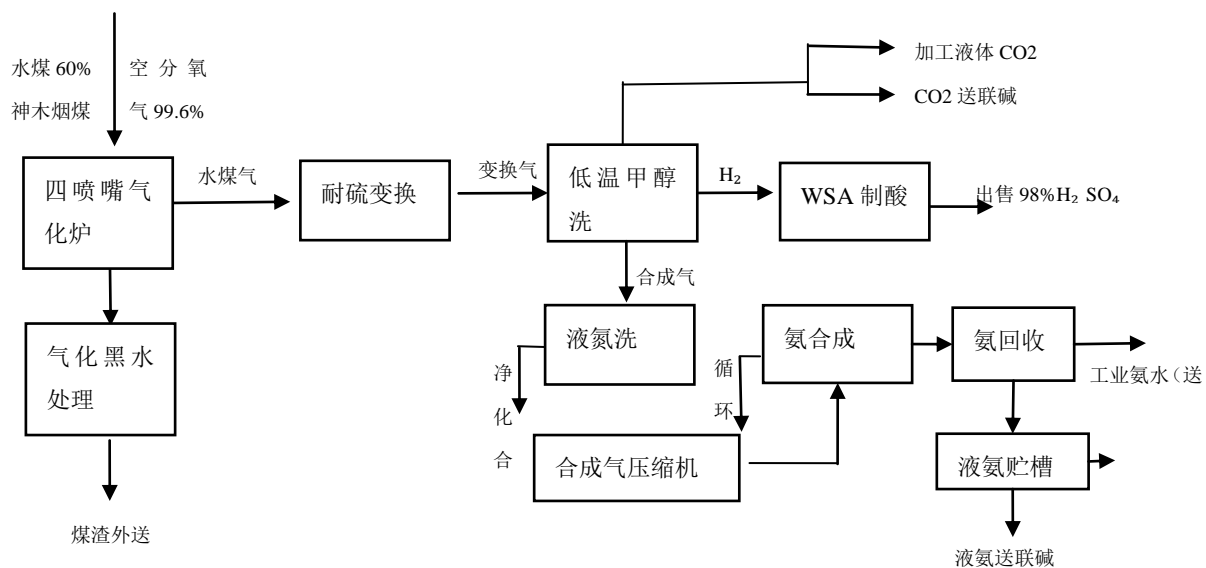 加工液体 CO2
水煤 60%
空 分 氧
神木烟煤
气 99.6%
CO2 送联碱
四喷嘴气
化炉
水煤气
耐硫变换
变换气
低温甲醇
洗
H₂
WSA 制酸
出售 98%H₂ SO₄
合成气
气化黑水
处理
液氮洗
净
化
合
氨合成
循
环
氨回收
工业氨水（送
合成气压缩机
液氨贮槽
煤渣外送
液氨送联碱